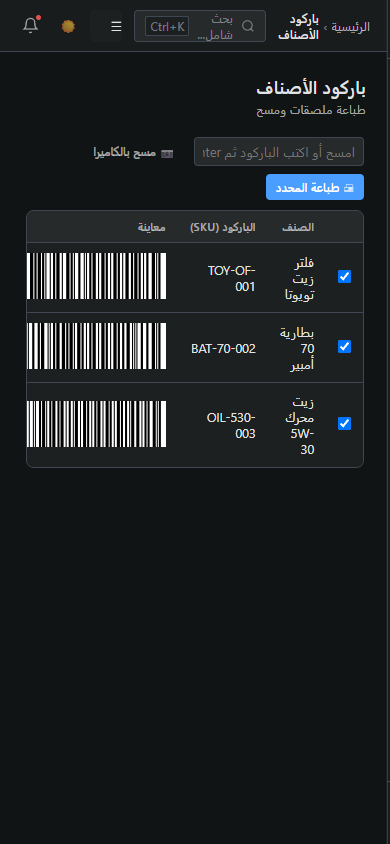 الرئيسية › باركود الأصناف
بحث شامل...
Ctrl+K
باركود الأصناف
طباعة ملصقات ومسح
امسح أو اكتب الباركود ثم nter
مسح بالكاميرا
طباعة المحدد
الصنف الباركود (SKU) معاينة
فلتر زيت تويوتا TOY-OF-001
بطارية 70 أمبير BAT-70-002
زيت محرك 5W-30 OIL-530-003